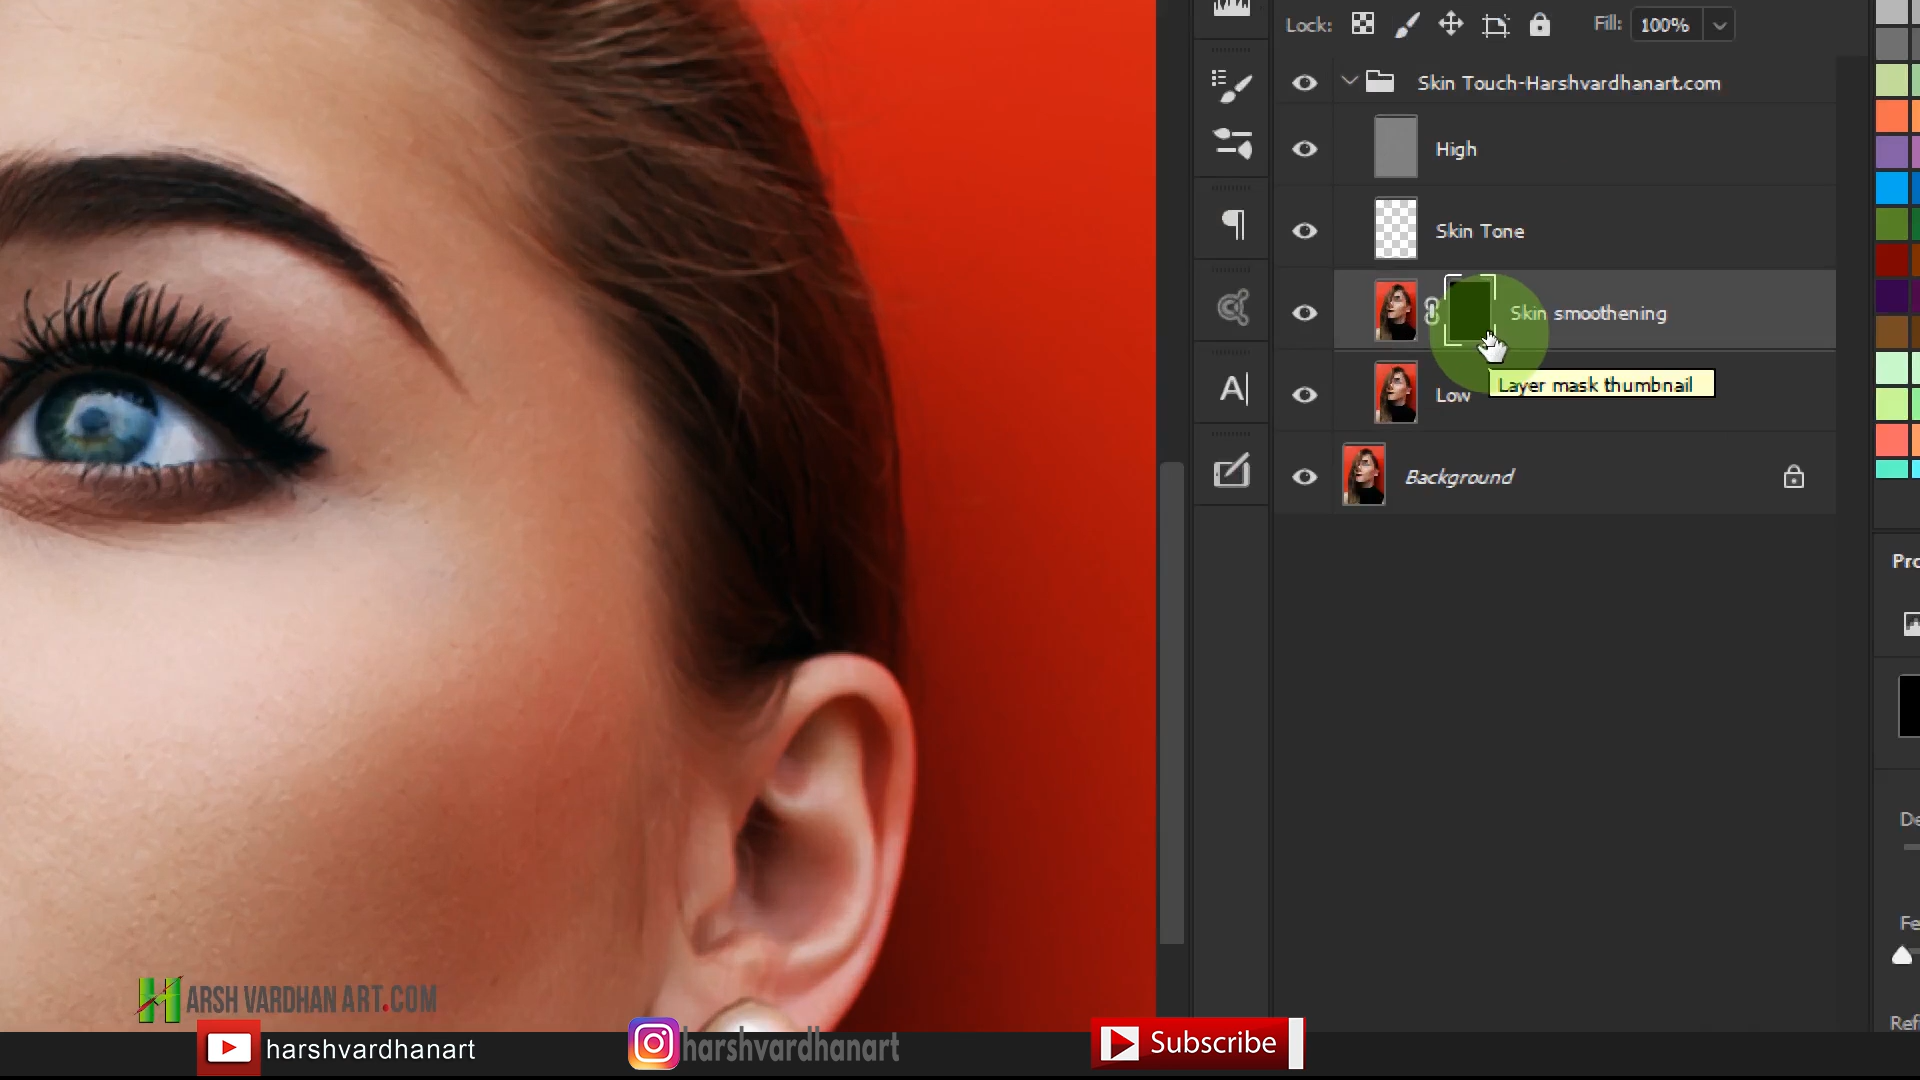 Lock:
Fill: 100%
Skin Touch-Harshvardhanart.com
High
Skin Tone
Skin smoothening
Layer mask thumbnail
Low
Background
A
Pro
De
Fe
Ref
H ARSH VARDHAN ART.COM
harshvardhanart
harshvardhanart
Subscribe